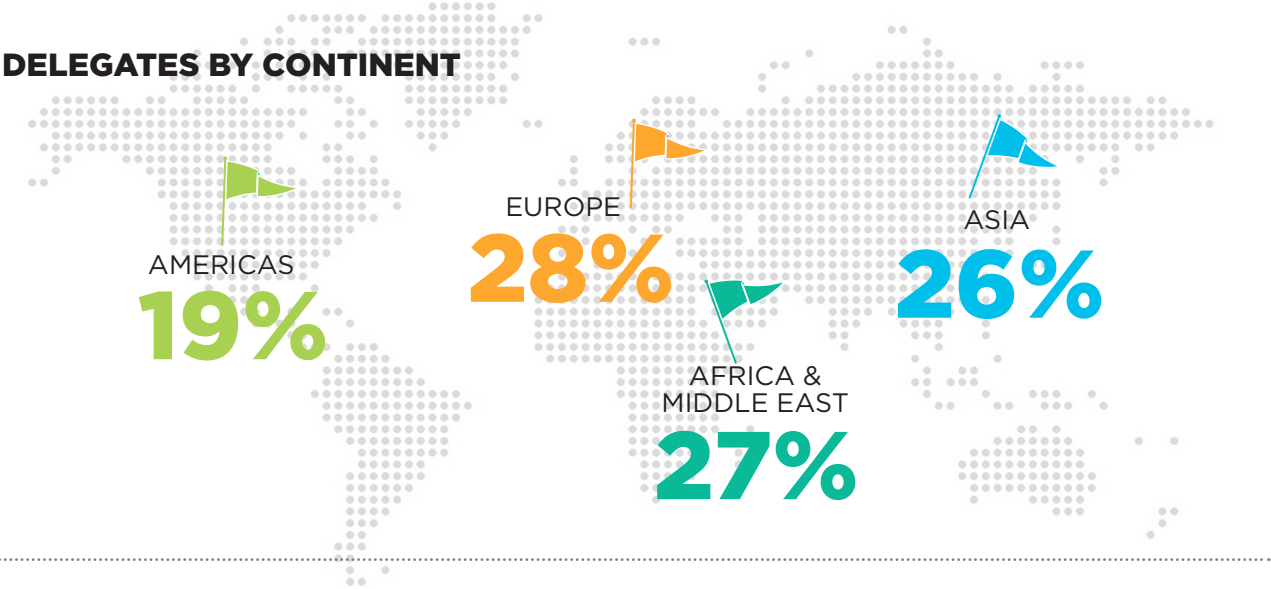 DELEGATES BY CONTINENT
AMERICAS
19%
EUROPE
28%
ASIA
26%
AFRICA &
MIDDLE EAST
27%